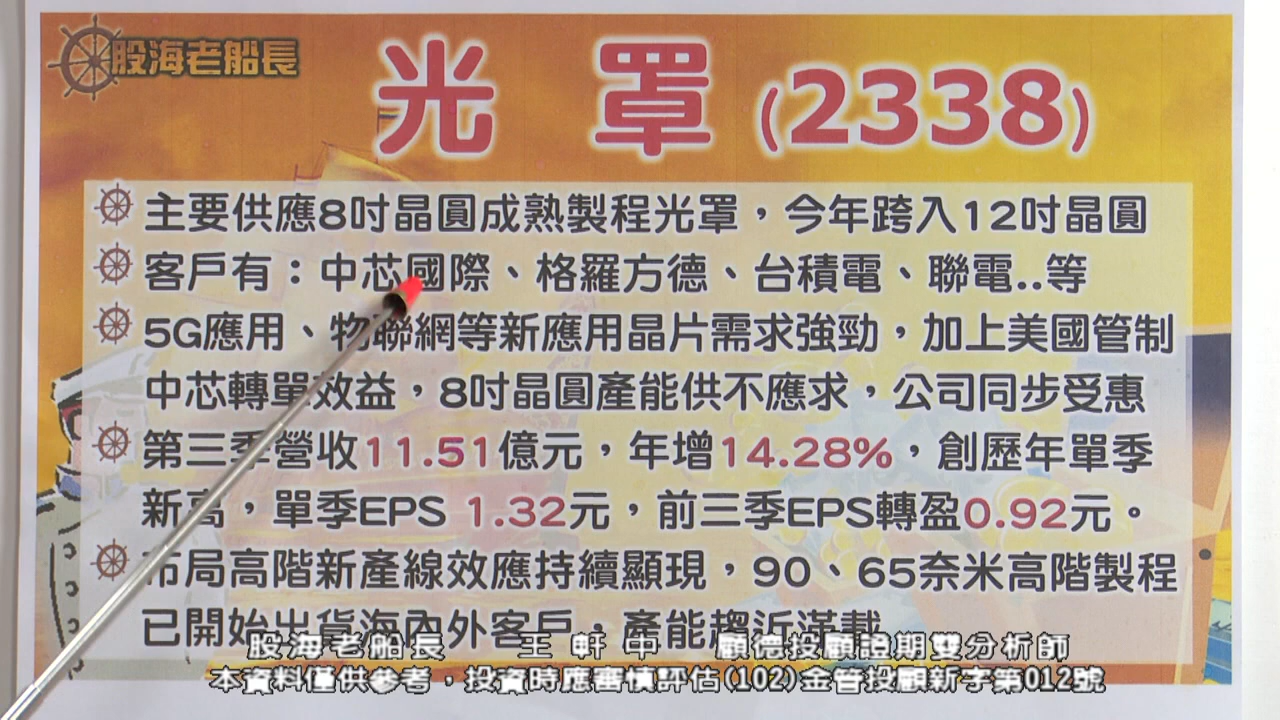 股海老船長
光罩(2338)
主要供應8吋晶圓成熟製程光罩，今年跨入12吋晶圓
客戶有：中芯國際、格羅方德、台積電、聯電..等
5G應用、物聯網等新應用晶片需求強勁，加上美國管制
中芯轉單效益，8吋晶圓產能供不應求，公司同步受惠
第三季營收11.51億元，年增14.28%，創歷年單季
新高，單季EPS 1.32元，前三季EPS轉盈0.92元。
布局高階新產線效應持續顯現，90、65奈米高階製程
已開始出貨海內外客戶，產能趨近滿載
股海老船長 王軒中 顧德投顧證期雙分析師
本資料僅供參考，投資時應審慎評估(102)金管投顧新字第012號